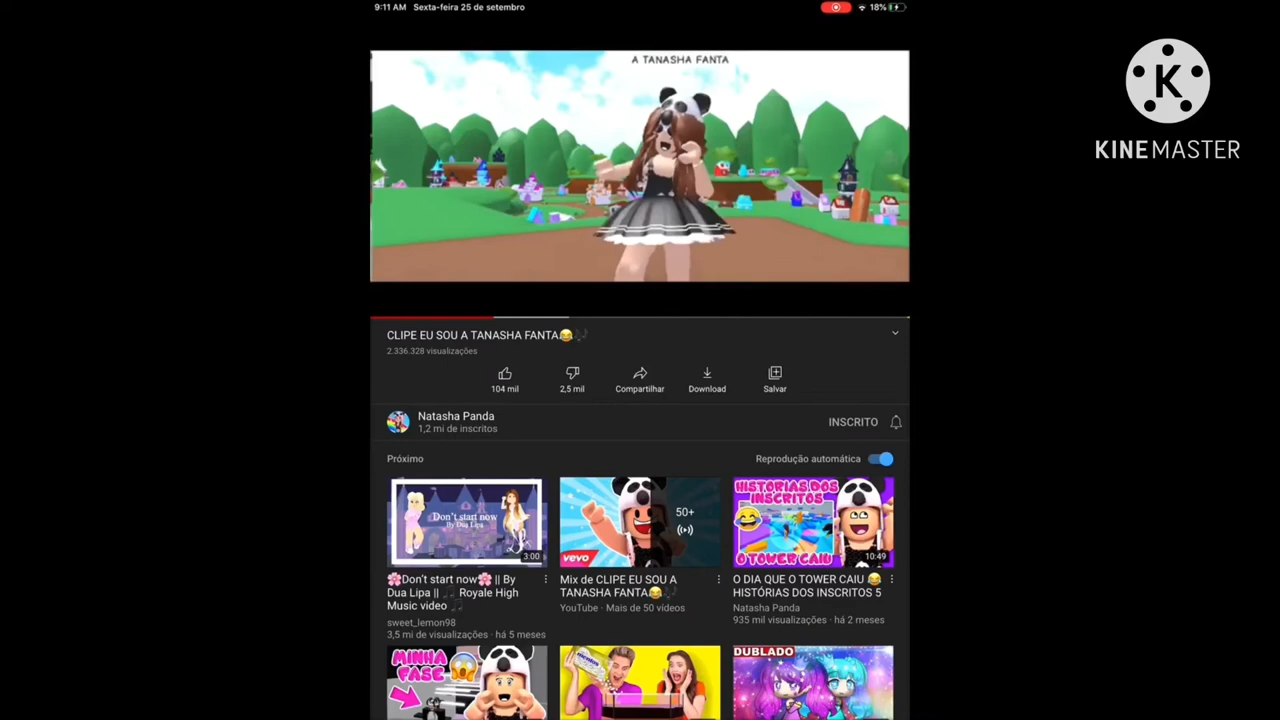 9:11 AM Sexta-feira 25 de setembro
18%
K
KINEMASTER
A TANASHA FANTA
CLIPE EU SOU A TANASHA FANTA😂🎶
2.336.328 visualizações
104 mil
2,5 mil
Compartilhar
Download
Salvar
Natasha Panda
1,2 mi de inscritos
INSCRITO
Próximo
Reprodução automática
Don't start now
By Dua Lipa
3:00
🌸Don't start now🌸 || By
Dua Lipa || 🎵 Royale High
Music video 🎵
sweet_lemon98
3,5 mi de visualizações · há 5 meses
50+
vevo
Mix de CLIPE EU SOU A
TANASHA FANTA😂🎶
YouTube · Mais de 50 vídeos
HISTÓRIAS DOS
INSCRITOS
O TOWER CAIU
10:49
O DIA QUE O TOWER CAIU 😂
HISTÓRIAS DOS INSCRITOS 5
Natasha Panda
935 mil visualizações · há 2 meses
MINHA
FASE
DUBLADO